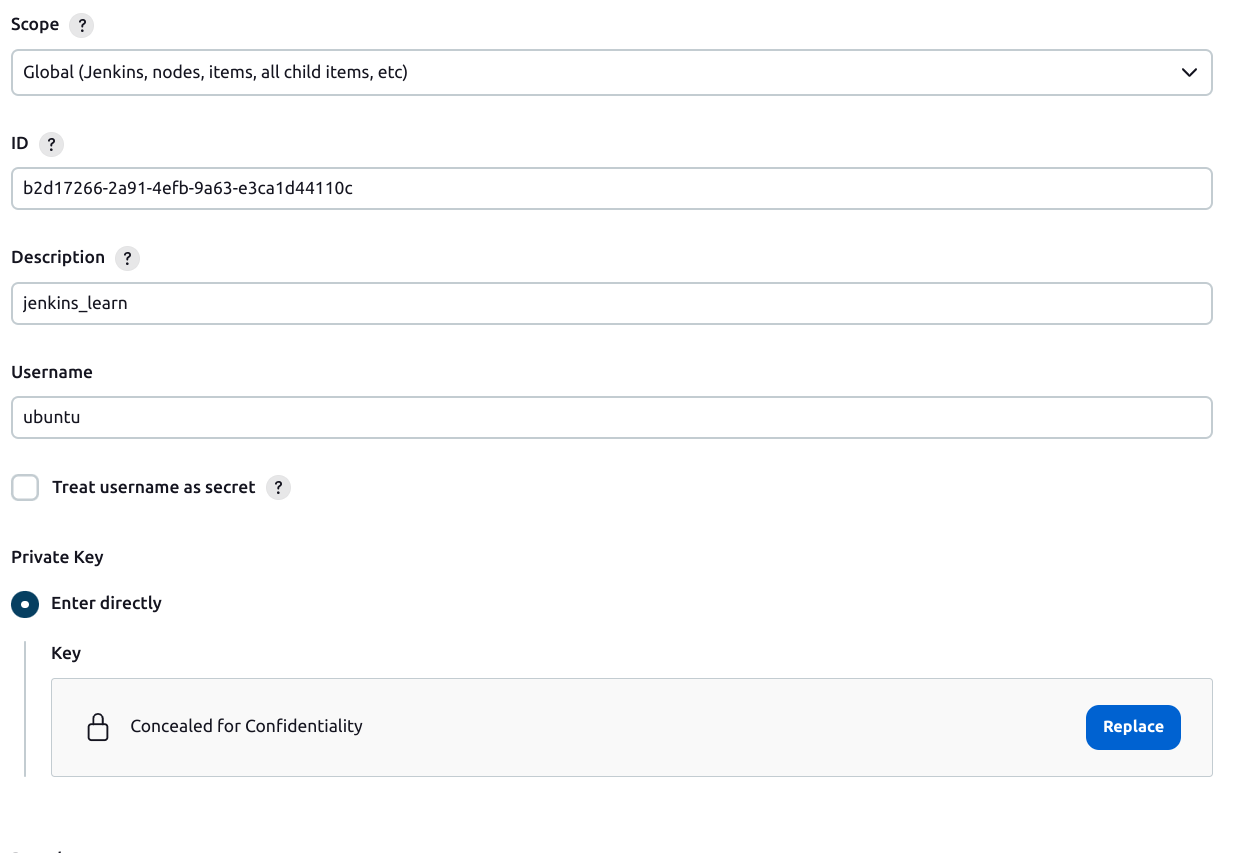 Scope ?
Global (Jenkins, nodes, items, all child items, etc)
ID ?
b2d17266-2a91-4efb-9a63-e3ca1d44110c
Description ?
jenkins_learn
Username
ubuntu
Treat username as secret ?
Private Key
Enter directly
Key
Concealed for Confidentiality
Replace